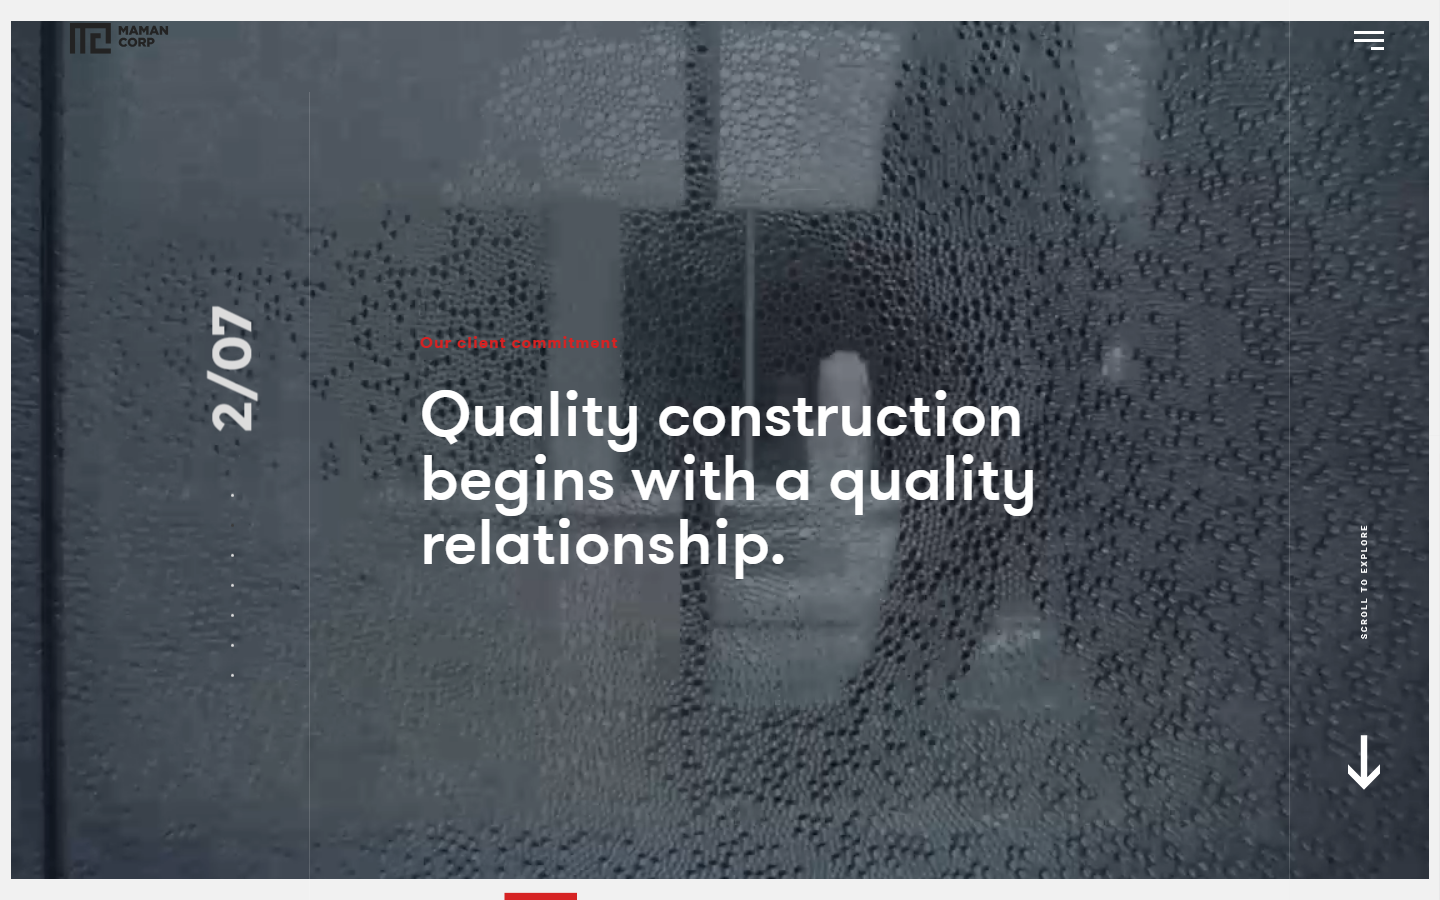 MAMAN
CORP
2/07
Our client commitment
Quality construction
begins with a quality
relationship.
SCROLL TO EXPLORE